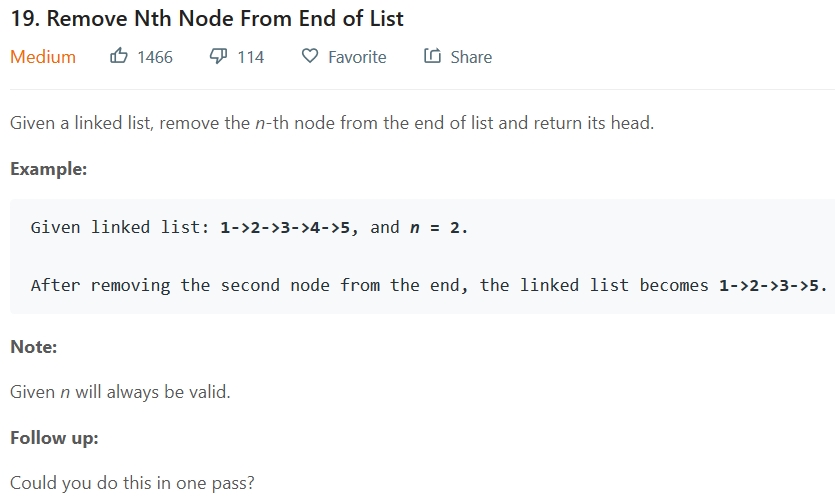 19. Remove Nth Node From End of List
Medium 1466 114 Favorite Share
Given a linked list, remove the n-th node from the end of list and return its head.
Example:
Given linked list: 1->2->3->4->5, and n = 2.
After removing the second node from the end, the linked list becomes 1->2->3->5.
Note:
Given n will always be valid.
Follow up:
Could you do this in one pass?